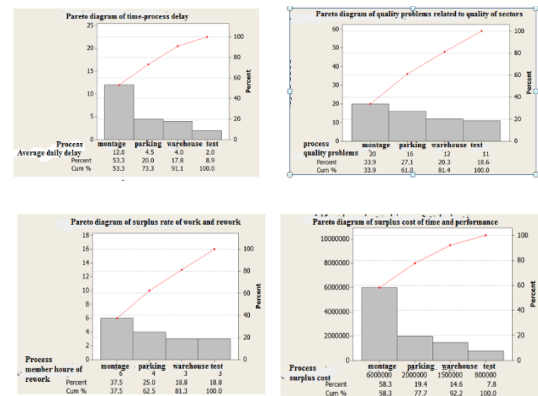 Pareto diagram of time-process delay
25
20
15
10
5
0
100
80
60
40
20
0
Process montage parking warehouse test
Average daily delay 12.0 4.5 4.0 2.0
Percent 53.3 20.0 17.8 8.9
Cum % 53.3 73.3 91.1 100.0
Pareto diagram of quality problems related to quality of sectors
60
50
40
30
20
10
0
100
80
60
40
20
0
Percent
process montage parking warehouse test
quality problems 20 16 12 11
Percent 33.9 27.1 20.3 18.6
Cum % 33.9 61.0 81.4 100.0
Pareto diagram of surplus rate of work and rework
18
16
14
12
10
8
6
4
2
0
100
80
60
40
20
0
Percent
Process montage parking warehouse test
member houre of 6 4 3 3
rework
Percent 37.5 25.0 18.8 18.8
Cum % 37.5 62.5 81.3 100.0
Pareto diagram of surplus cost of time and performance
10000000
8000000
6000000
4000000
2000000
0
100
80
60
40
20
0
Percent
Process montage parking warehouse test
surplus cost 6000000 2000000 1500000 800000
Percent 58.3 19.4 14.6 7.8
Cum % 58.3 77.7 92.2 100.0